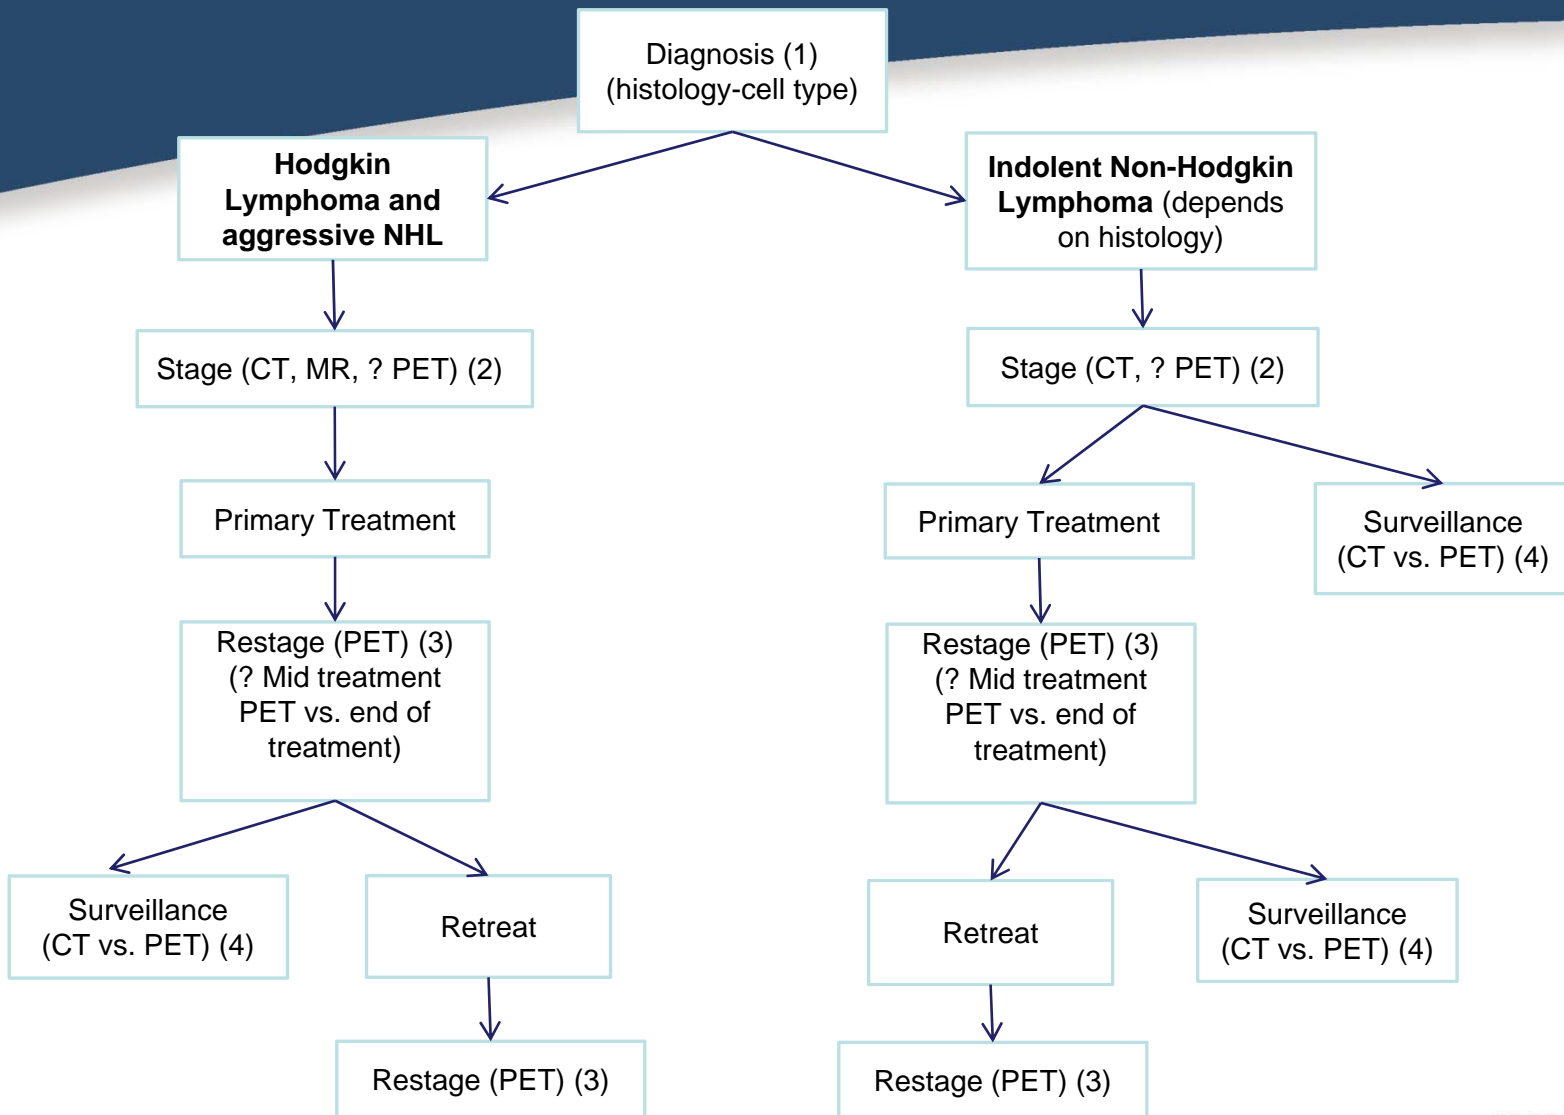 Diagnosis (1)
(histology-cell type)
Hodgkin
Lymphoma and
aggressive NHL
Indolent Non-Hodgkin
Lymphoma (depends
on histology)
Stage (CT, MR, ? PET) (2)
Stage (CT, ? PET) (2)
Primary Treatment
Primary Treatment
Surveillance
(CT vs. PET) (4)
Restage (PET) (3)
(? Mid treatment
PET vs. end of
treatment)
Restage (PET) (3)
(? Mid treatment
PET vs. end of
treatment)
Surveillance
(CT vs. PET) (4)
Retreat
Retreat
Surveillance
(CT vs. PET) (4)
Restage (PET) (3)
Restage (PET) (3)